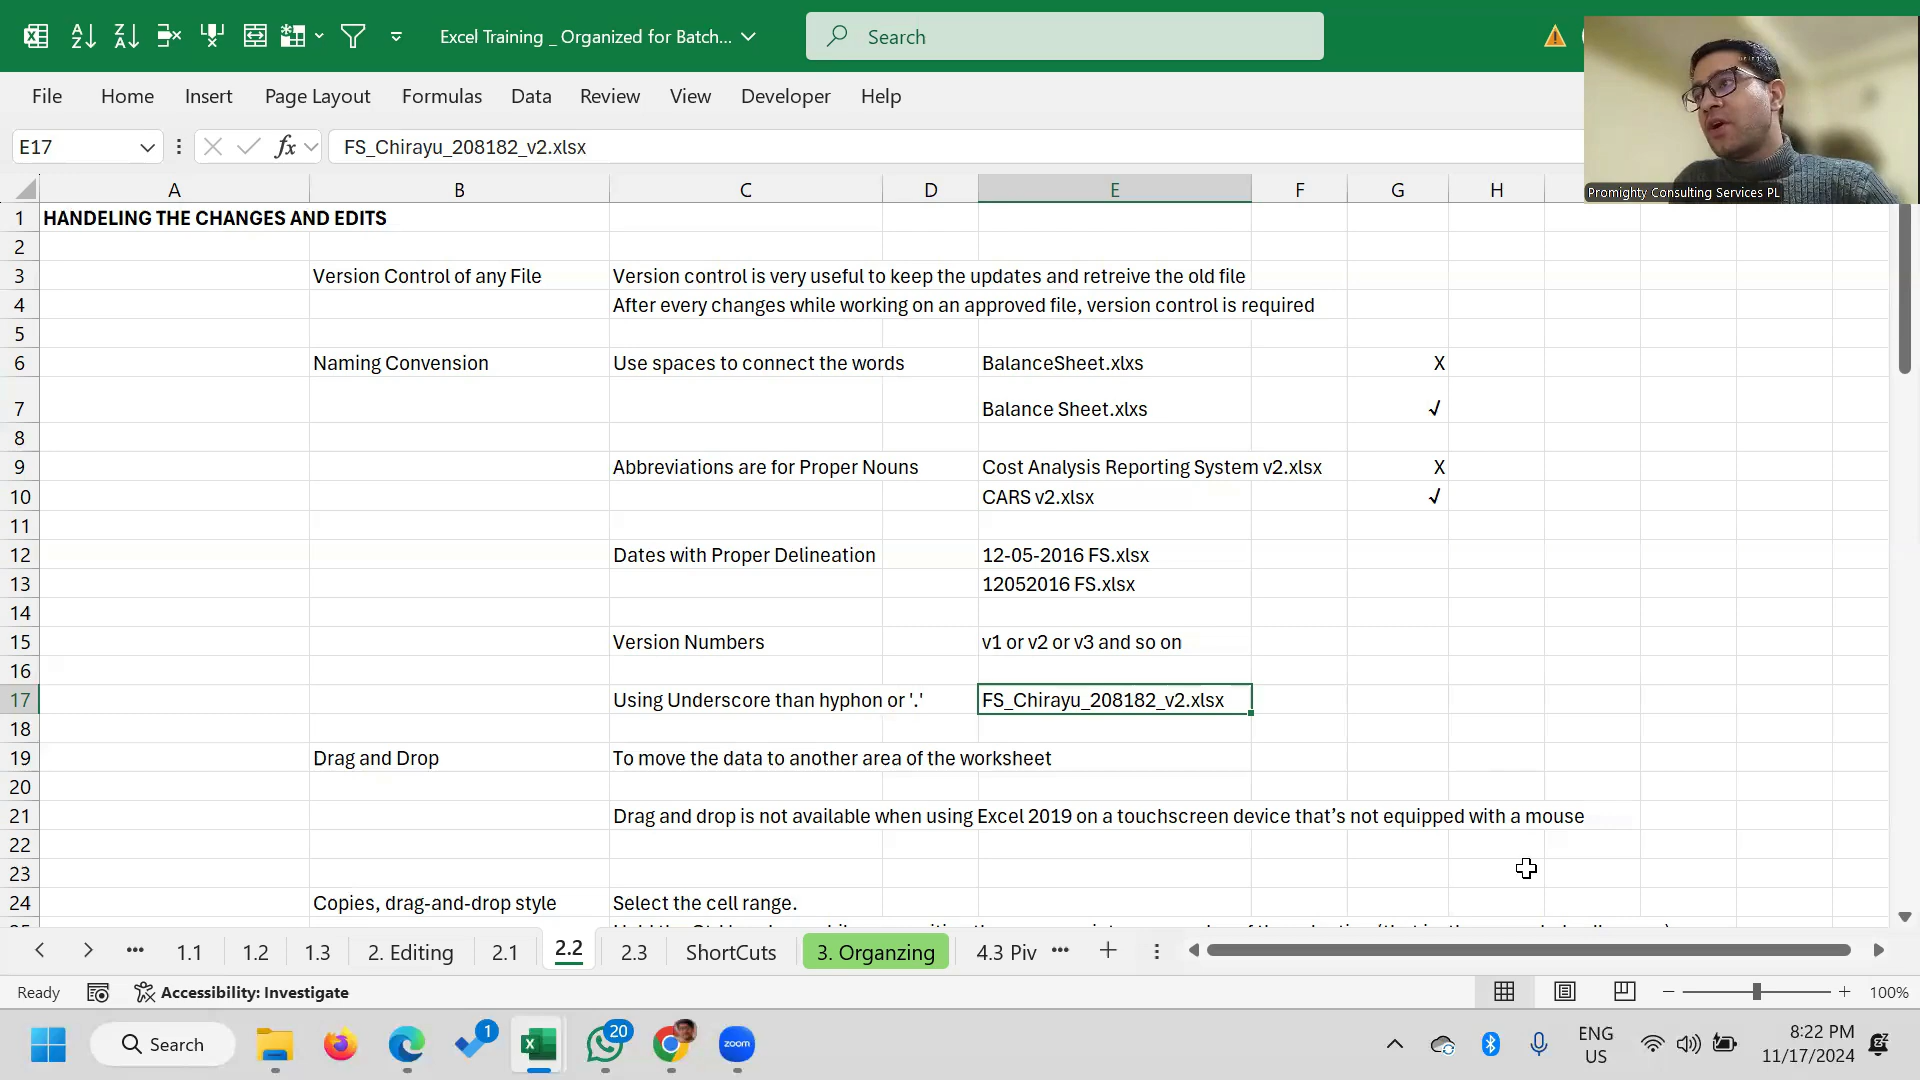 Excel Training _ Organized for Batch...
Search
Promighty Consulting Services PL
File Home Insert Page Layout Formulas Data Review View Developer Help
E17 fx FS_Chirayu_208182_v2.xlsx
A B C D E F G H
1 HANDELING THE CHANGES AND EDITS
2
3 Version Control of any File Version control is very useful to keep the updates and retreive the old file
4 After every changes while working on an approved file, version control is required
5
6 Naming Convension Use spaces to connect the words BalanceSheet.xlxs X
7 Balance Sheet.xlxs √
8
9 Abbreviations are for Proper Nouns Cost Analysis Reporting System v2.xlsx X
10 CARS v2.xlsx √
11
12 Dates with Proper Delineation 12-05-2016 FS.xlsx
13 12052016 FS.xlsx
14
15 Version Numbers v1 or v2 or v3 and so on
16
17 Using Underscore than hyphon or '.' FS_Chirayu_208182_v2.xlsx
18
19 Drag and Drop To move the data to another area of the worksheet
20
21 Drag and drop is not available when using Excel 2019 on a touchscreen device that’s not equipped with a mouse
22
23
24 Copies, drag-and-drop style Select the cell range.
1.1 1.2 1.3 2. Editing 2.1 2.2 2.3 ShortCuts 3. Organzing 4.3 Piv
Ready Accessibility: Investigate 100%
Search 1 20 zoom ENG US 8:22 PM 11/17/2024